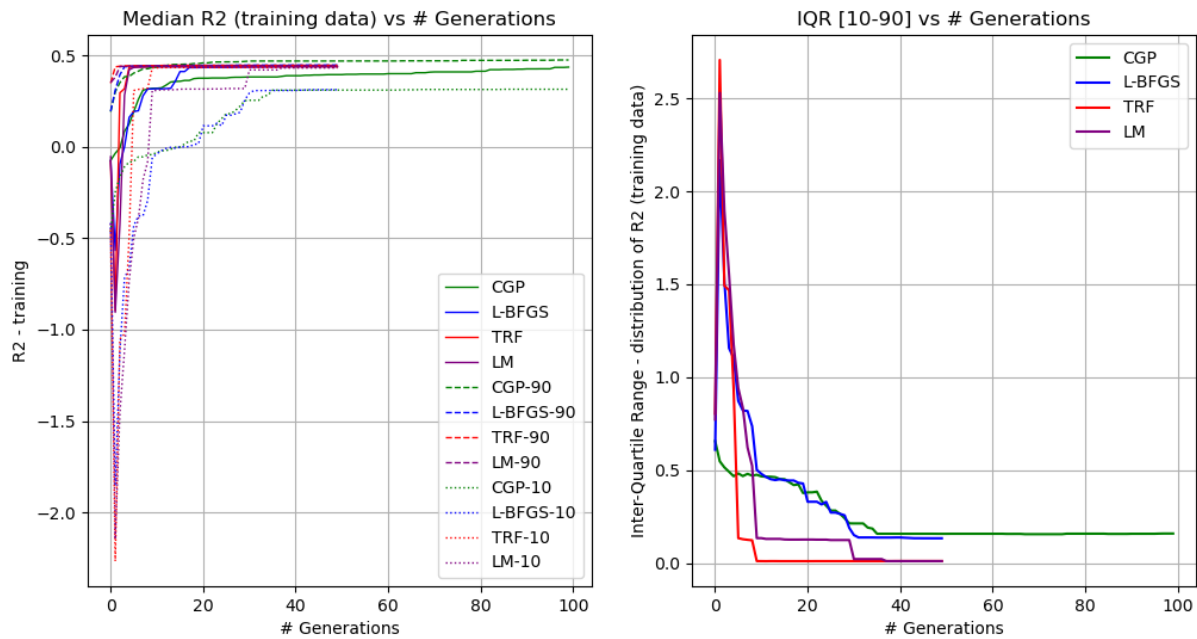 Median R2 (training data) vs # Generations
R2 - training
0.5
0.0
−0.5
−1.0
−1.5
−2.0
CGP
L-BFGS
TRF
LM
CGP-90
L-BFGS-90
TRF-90
LM-90
CGP-10
L-BFGS-10
TRF-10
LM-10
0 20 40 60 80 100
# Generations
IQR [10-90] vs # Generations
Inter-Quartile Range - distribution of R2 (training data)
2.5
2.0
1.5
1.0
0.5
0.0
CGP
L-BFGS
TRF
LM
0 20 40 60 80 100
# Generations